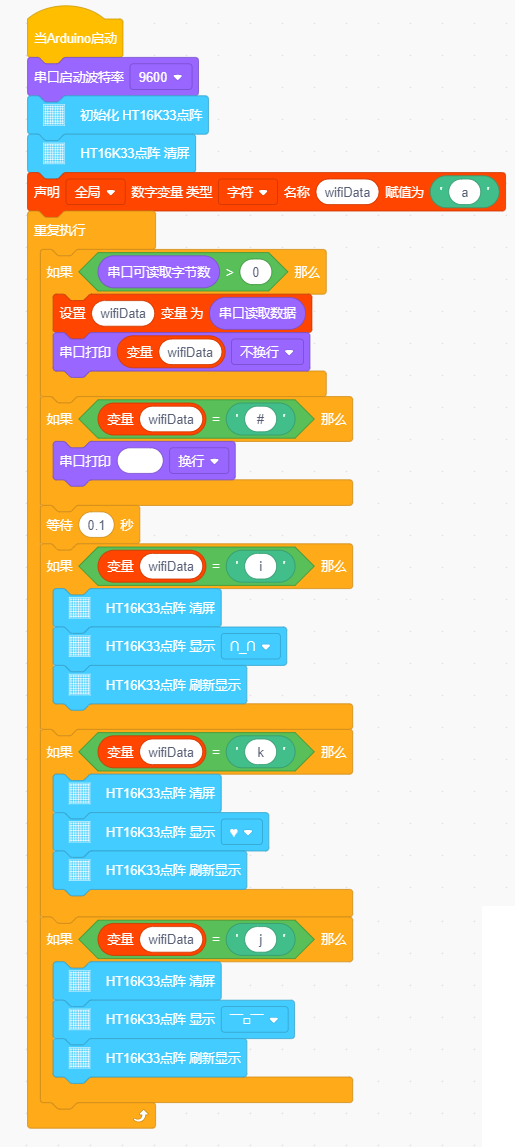 当Arduino启动
串口启动波特率 9600
初始化 HT16K33点阵
HT16K33点阵 清屏
声明 全局 数字变量 类型 字符 名称 wifiData 赋值为 ' a '
重复执行
如果 串口可读取字节数 > 0 那么
设置 wifiData 变量 为 串口读取数据
串口打印 变量 wifiData 不换行
如果 变量 wifiData = ' # ' 那么
串口打印 换行
等待 0.1 秒
如果 变量 wifiData = ' i ' 那么
HT16K33点阵 清屏
HT16K33点阵 显示 ∩_∩
HT16K33点阵 刷新显示
如果 变量 wifiData = ' k ' 那么
HT16K33点阵 清屏
HT16K33点阵 显示 ♥
HT16K33点阵 刷新显示
如果 变量 wifiData = ' j ' 那么
HT16K33点阵 清屏
HT16K33点阵 显示 ￣□￣
HT16K33点阵 刷新显示